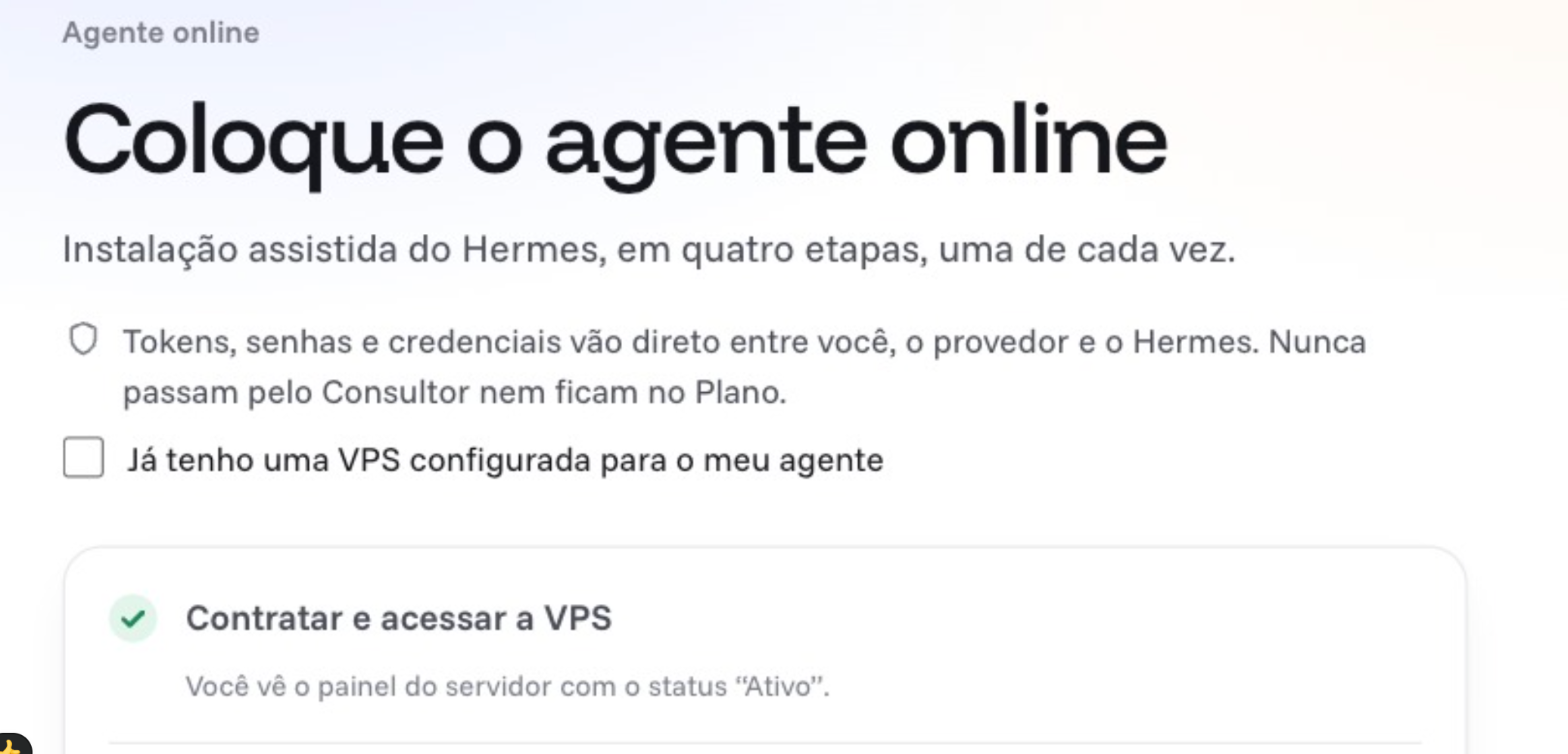 Agente online
Coloque o agente online
Instalação assistida do Hermes, em quatro etapas, uma de cada vez.
Tokens, senhas e credenciais vão direto entre você, o provedor e o Hermes. Nunca
passam pelo Consultor nem ficam no Plano.
Já tenho uma VPS configurada para o meu agente
Contratar e acessar a VPS
Você vê o painel do servidor com o status “Ativo”.